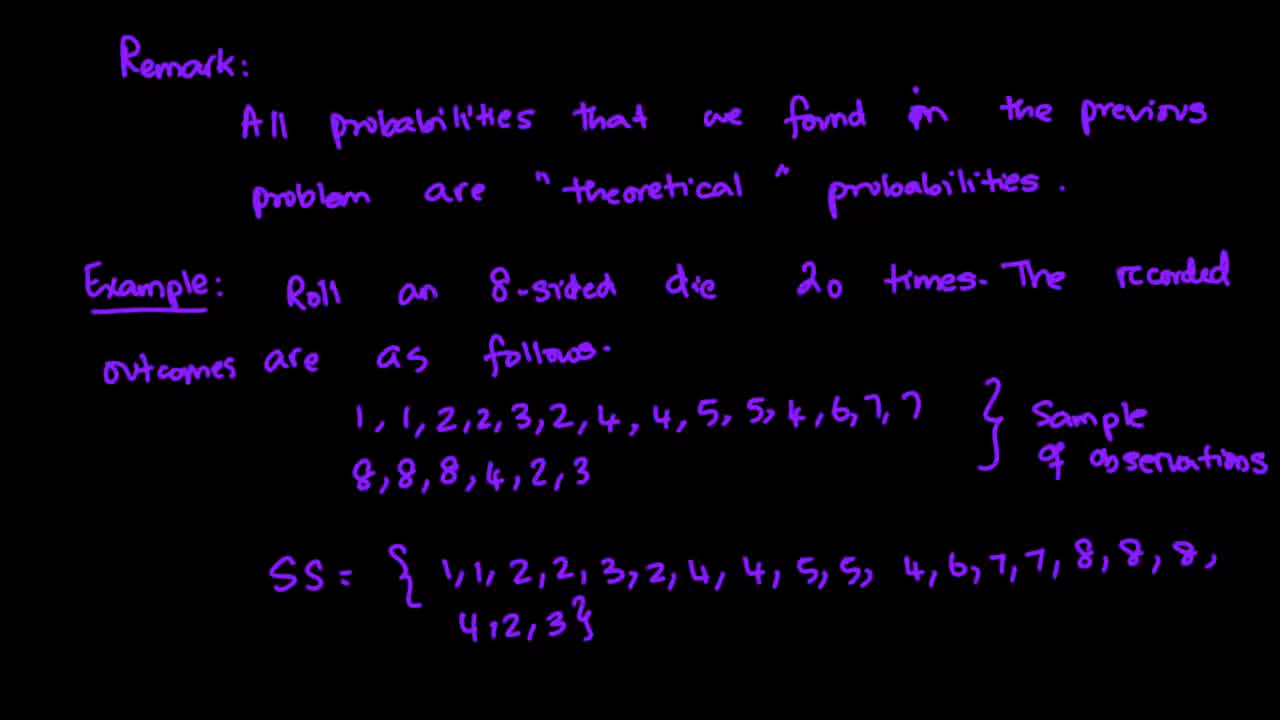 Remark:
All probabilities that we found in the previous
problem are "theoretical" probabilities.
Example: Roll an 8-sided die 20 times. The recorded
outcomes are as follows.
1, 1, 2, 2, 3, 2, 4, 4, 5, 5, 4, 6, 7, 7 } Sample
8, 8, 8, 4, 2, 3 of observations
SS = { 1, 1, 2, 2, 3, 2, 4, 4, 5, 5, 4, 6, 7, 7, 8, 8, 8,
4, 2, 3 }